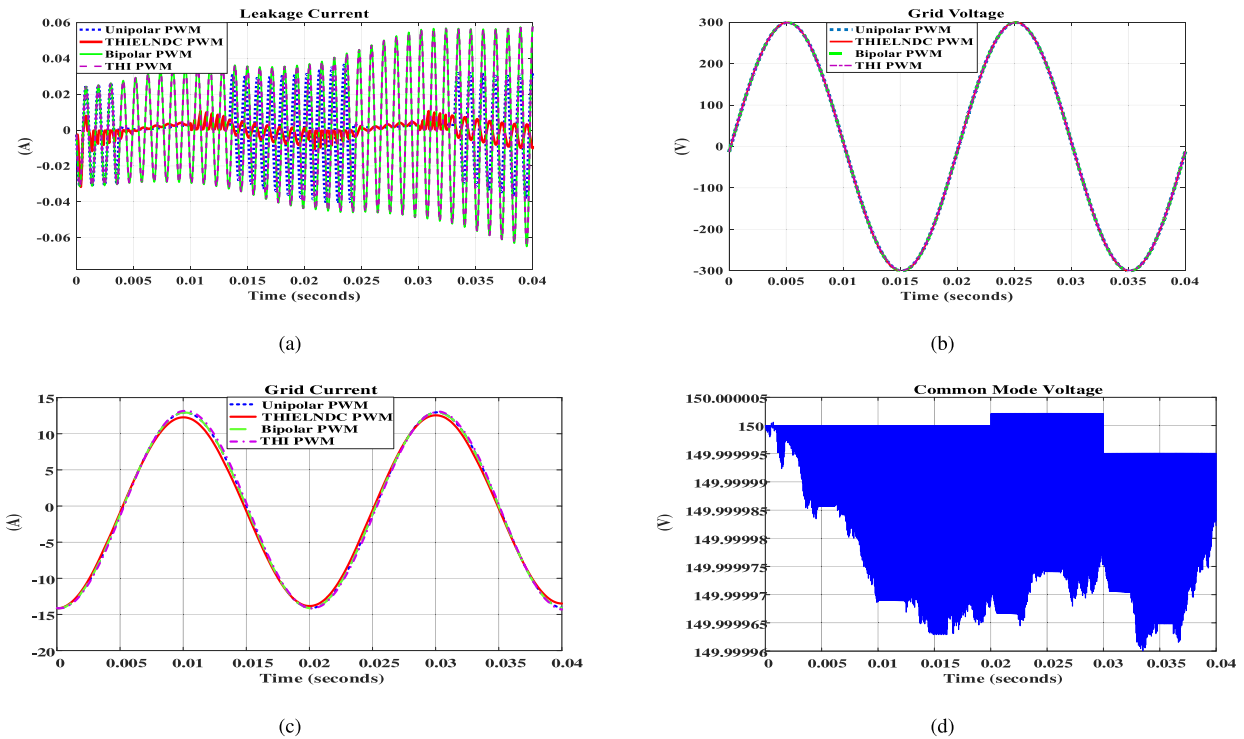 Leakage Current
0.06
0.04
0.02
0
-0.02
-0.04
-0.06
(A)
Unipolar PWM
THIELNDC PWM
Bipolar PWM
THI PWM
0 0.005 0.01 0.015 0.02 0.025 0.03 0.035 0.04
Time (seconds)
(a)
Grid Voltage
300
200
100
0
-100
-200
-300
(V)
Unipolar PWM
THIELNDC PWM
Bipolar PWM
THI PWM
0 0.005 0.01 0.015 0.02 0.025 0.03 0.035 0.04
Time (seconds)
(b)
Grid Current
15
10
5
0
-5
-10
-15
-20
(A)
Unipolar PWM
THIELNDC PWM
Bipolar PWM
THI PWM
0 0.005 0.01 0.015 0.02 0.025 0.03 0.035 0.04
Time (seconds)
(c)
Common Mode Voltage
150.000005
150
149.999995
149.99999
149.999985
149.99998
149.999975
149.99997
149.999965
149.99996
(V)
0 0.005 0.01 0.015 0.02 0.025 0.03 0.035 0.04
Time (seconds)
(d)